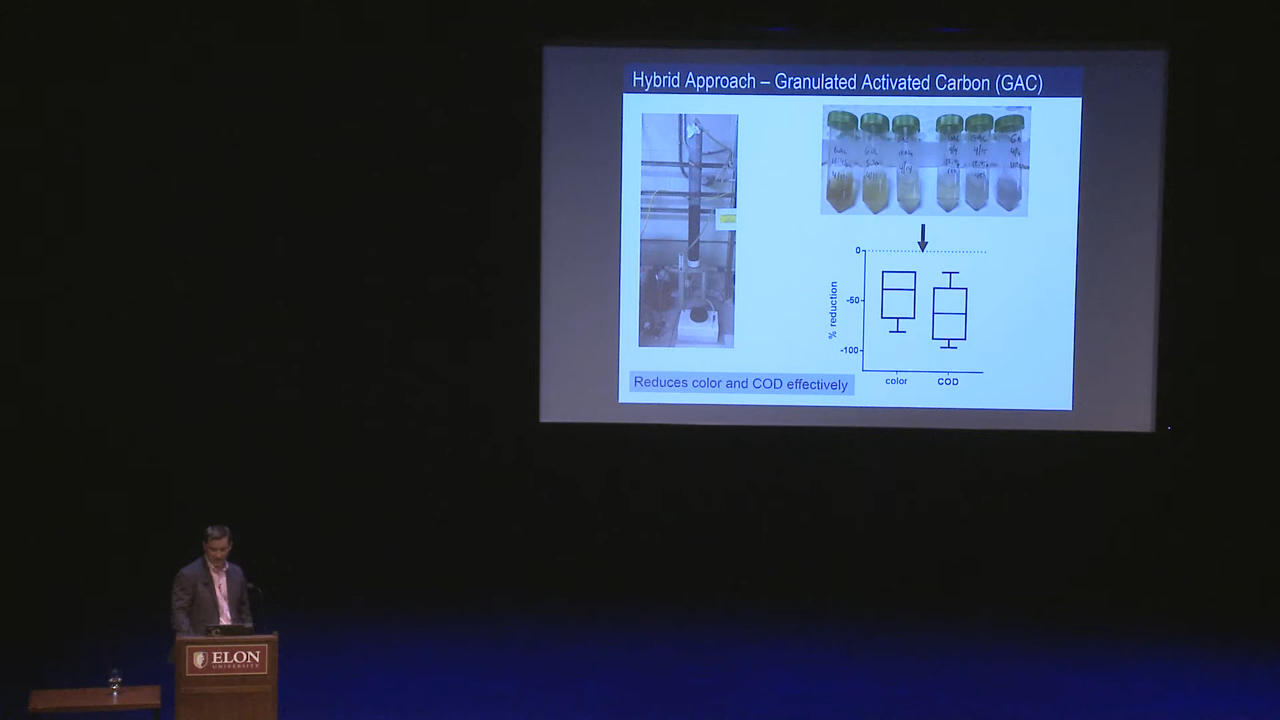 Hybrid Approach – Granulated Activated Carbon (GAC)
0
-50
-100
% reduction
color
COD
Reduces color and COD effectively
ELON
UNIVERSITY